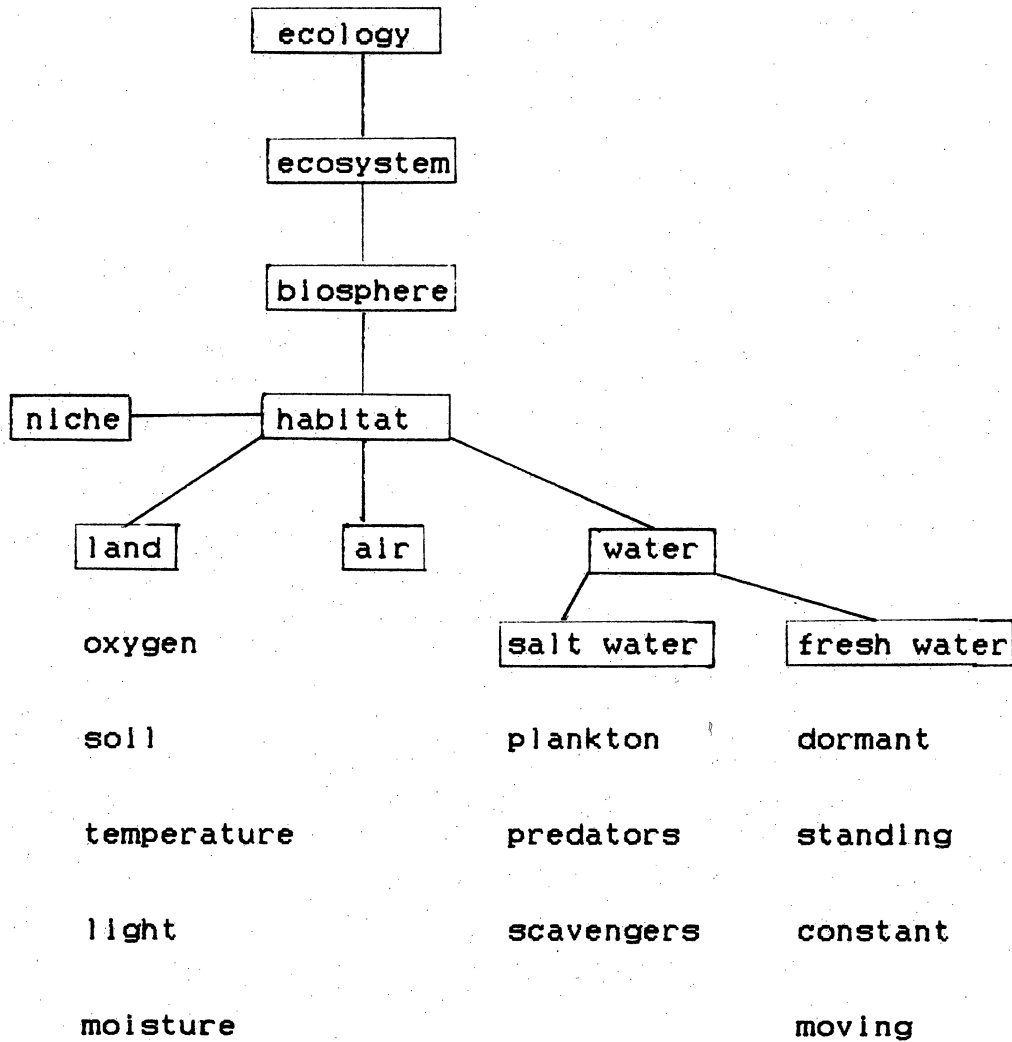 ecology
ecosystem
biosphere
niche habitat
land air water
oxygen salt water fresh water
soil plankton dormant
temperature predators standing
light scavengers constant
moisture moving